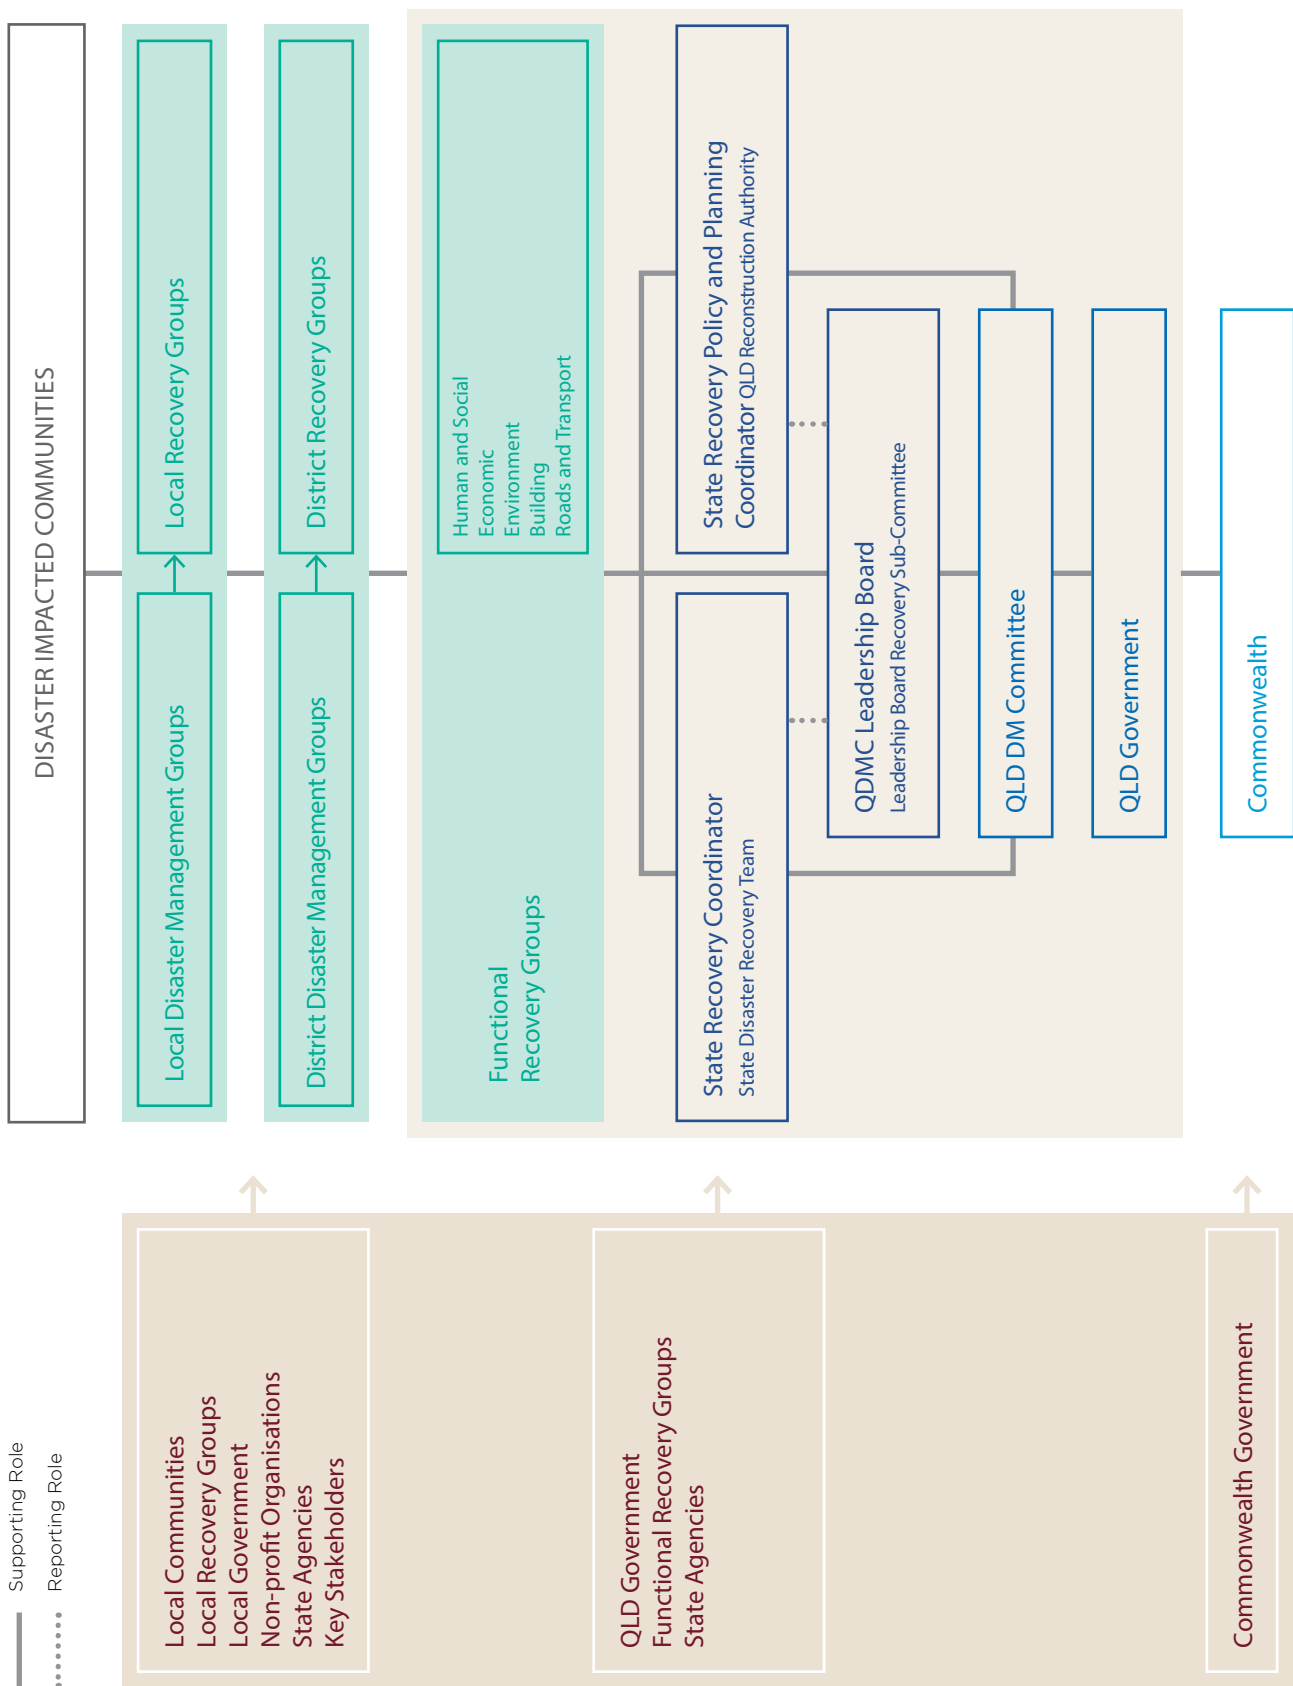 Supporting Role
Reporting Role
DISASTER IMPACTED COMMUNITIES
Local Communities
Local Recovery Groups
Local Government
Non-profit Organisations
State Agencies
Key Stakeholders
Local Disaster Management Groups
Local Recovery Groups
District Disaster Management Groups
District Recovery Groups
Functional
Recovery Groups
Human and Social
Economic
Environment
Building
Roads and Transport
QLD Government
Functional Recovery Groups
State Agencies
State Recovery Coordinator
State Disaster Recovery Team
State Recovery Policy and Planning
Coordinator QLD Reconstruction Authority
QDMC Leadership Board
Leadership Board Recovery Sub-Committee
QLD DM Committee
QLD Government
Commonwealth Government
Commonwealth